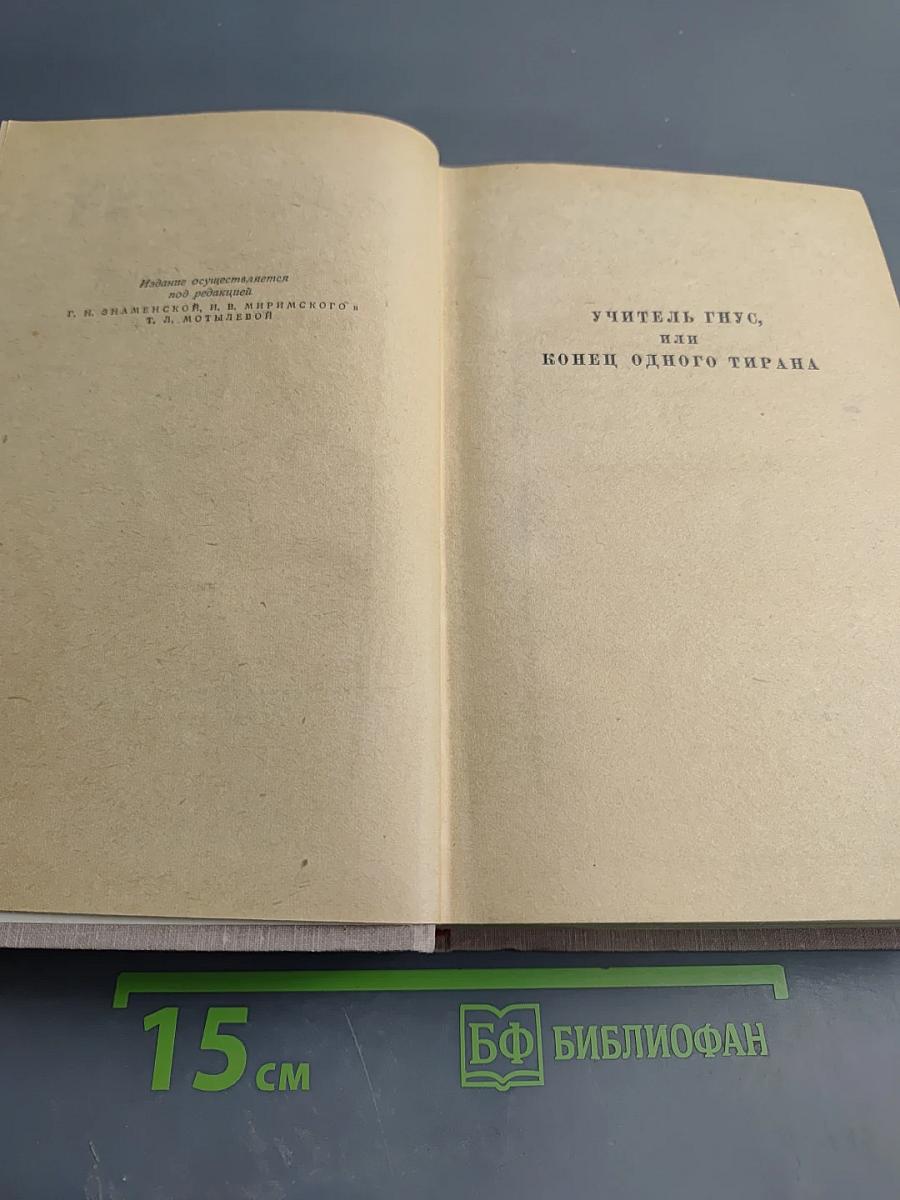 Издание осуществляется
под редакцией
Г. Н. ЗНАМЕНСКОЙ, И. В. МИРИМСКОГО и
Т. Л. МОТЫЛЕВОЙ
УЧИТЕЛЬ ГНУС,
ИЛИ
КОНЕЦ ОДНОГО ТИРАНА
15 см
БФ БИБЛИОФАН